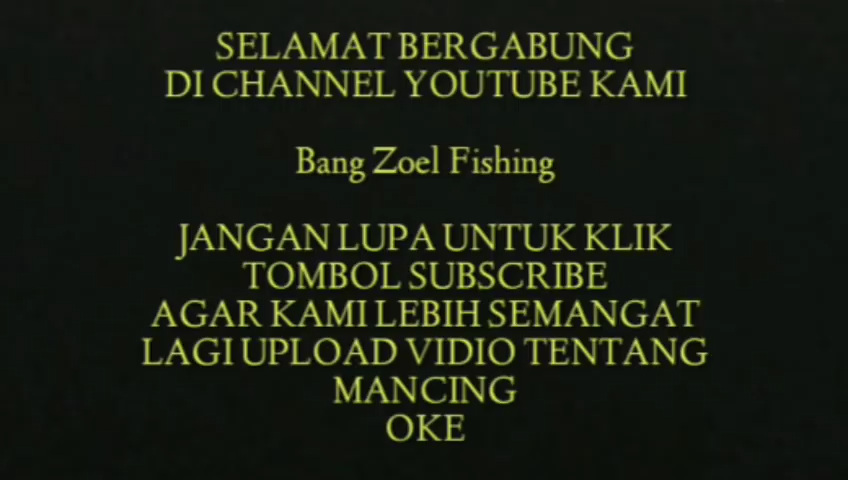 SELAMAT BERGABUNG
DI CHANNEL YOUTUBE KAMI
Bang Zoel Fishing
JANGAN LUPA UNTUK KLIK
TOMBOL SUBSCRIBE
AGAR KAMI LEBIH SEMANGAT
LAGI UPLOAD VIDIO TENTANG
MANCING
OKE